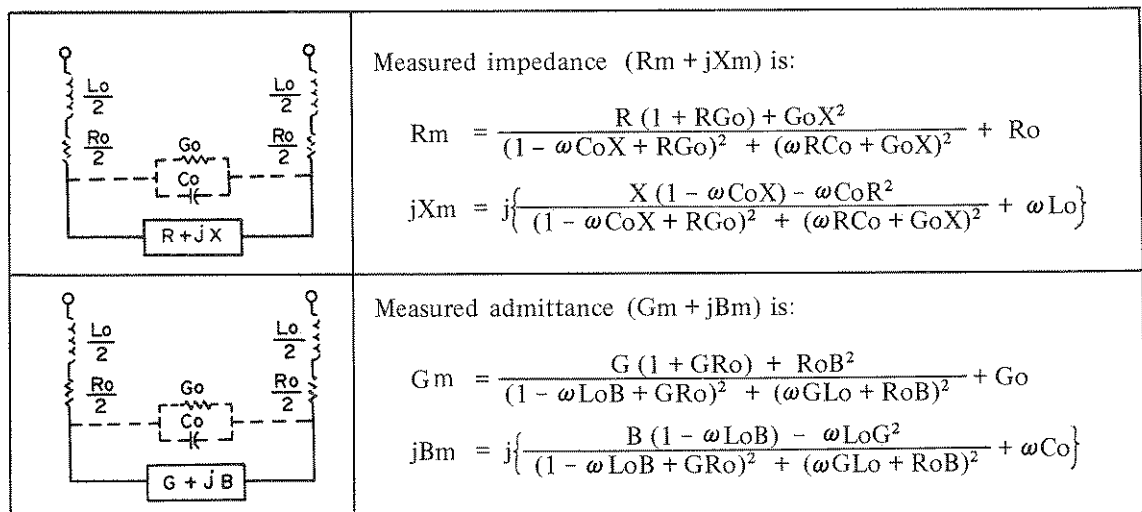 Lo/2
Lo/2
Ro/2
Ro/2
Go
Co
R + jX
Measured impedance (Rm + jXm) is:
Rm = R (1 + RGo) + GoX² / (1 - ωCoX + RGo)² + (ωRCo + GoX)² + Ro
jXm = j{ X (1 - ωCoX) - ωCoR² / (1 - ωCoX + RGo)² + (ωRCo + GoX)² + ωLo}
Lo/2
Lo/2
Ro/2
Ro/2
Go
Co
G + jB
Measured admittance (Gm + jBm) is:
Gm = G (1 + GRo) + RoB² / (1 - ωLoB + GRo)² + (ωGLo + RoB)² + Go
jBm = j{ B (1 - ωLoB) - ωLoG² / (1 - ωLoB + GRo)² + (ωGLo + RoB)² + ωCo}